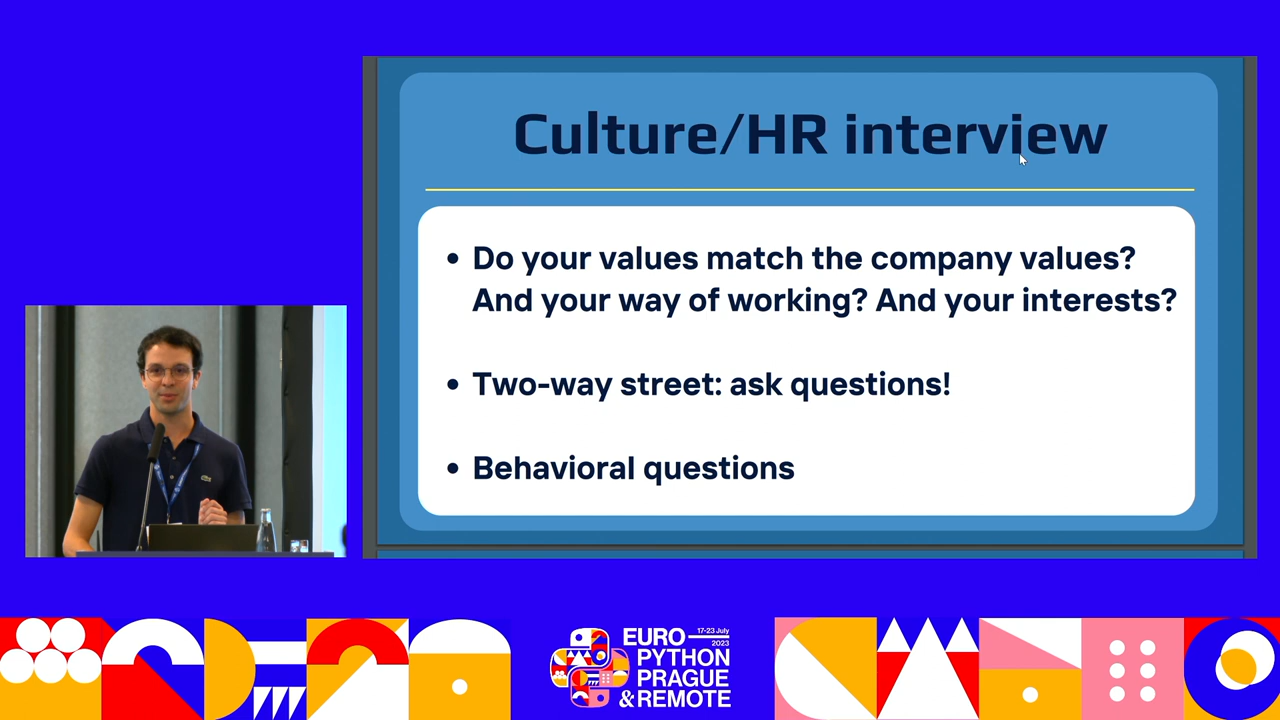 Culture/HR interview
• Do your values match the company values?
And your way of working? And your interests?
• Two-way street: ask questions!
• Behavioral questions
EURO 17-23 July
2023
PYTHON
PRAGUE
& REMOTE